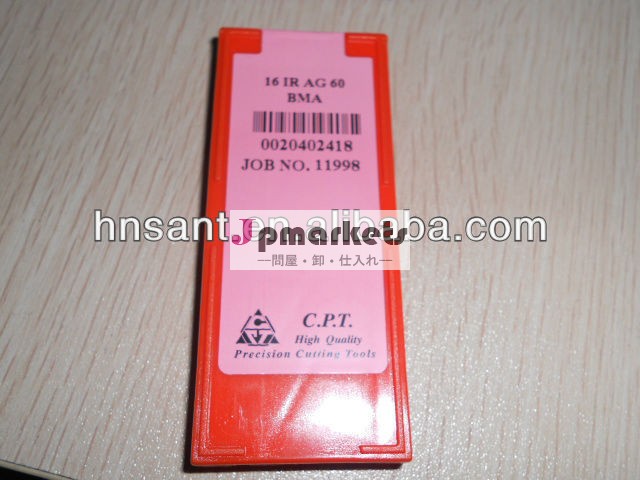 16 IR AG 60
BMA
0020402418
JOB NO. 11998
hnsant.en.alibaba.com
Jpmarkets
―問屋・卸・仕入れ―
C.P.T.
High Quality
Precision Cutting Tools